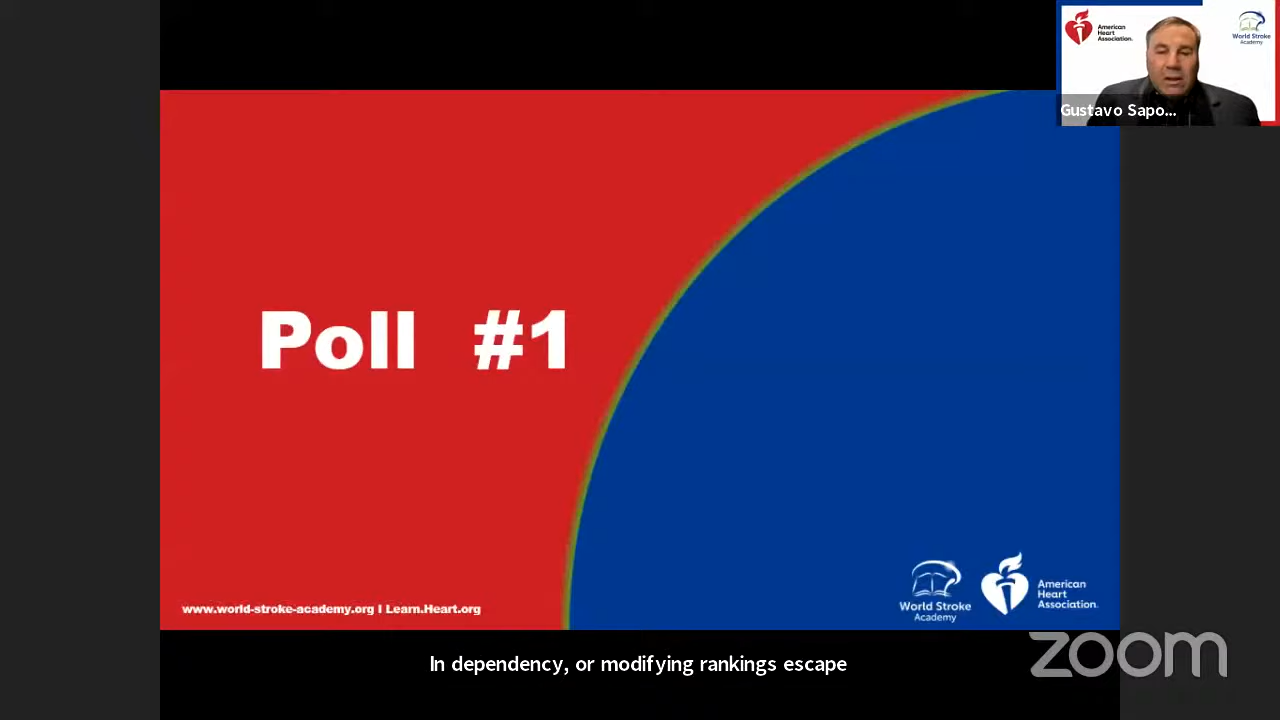 American
Heart
Association.
World Stroke
Academy
Gustavo Sapo...
Poll #1
www.world-stroke-academy.org I Learn.Heart.org
World Stroke
Academy
American
Heart
Association.
In dependency, or modifying rankings escape
zoom